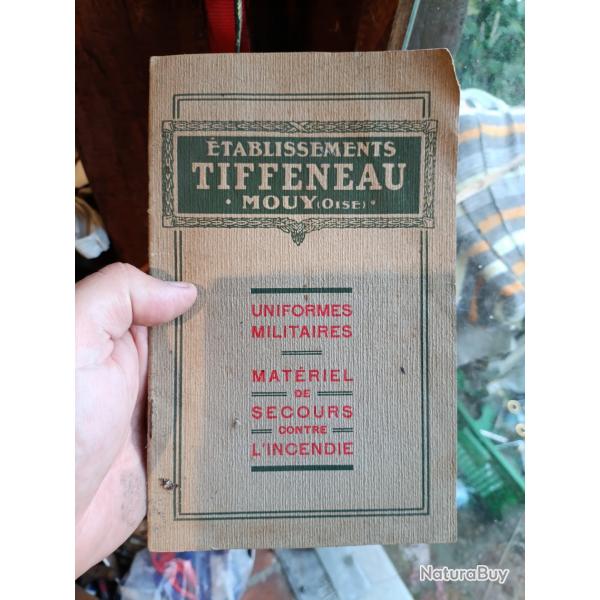 ÉTABLISSEMENTS
TIFFENEAU
· MOUY (OISE) ·
UNIFORMES
MILITAIRES
MATÉRIEL
DE
SECOURS
CONTRE
L'INCENDIE
NaturaBuy